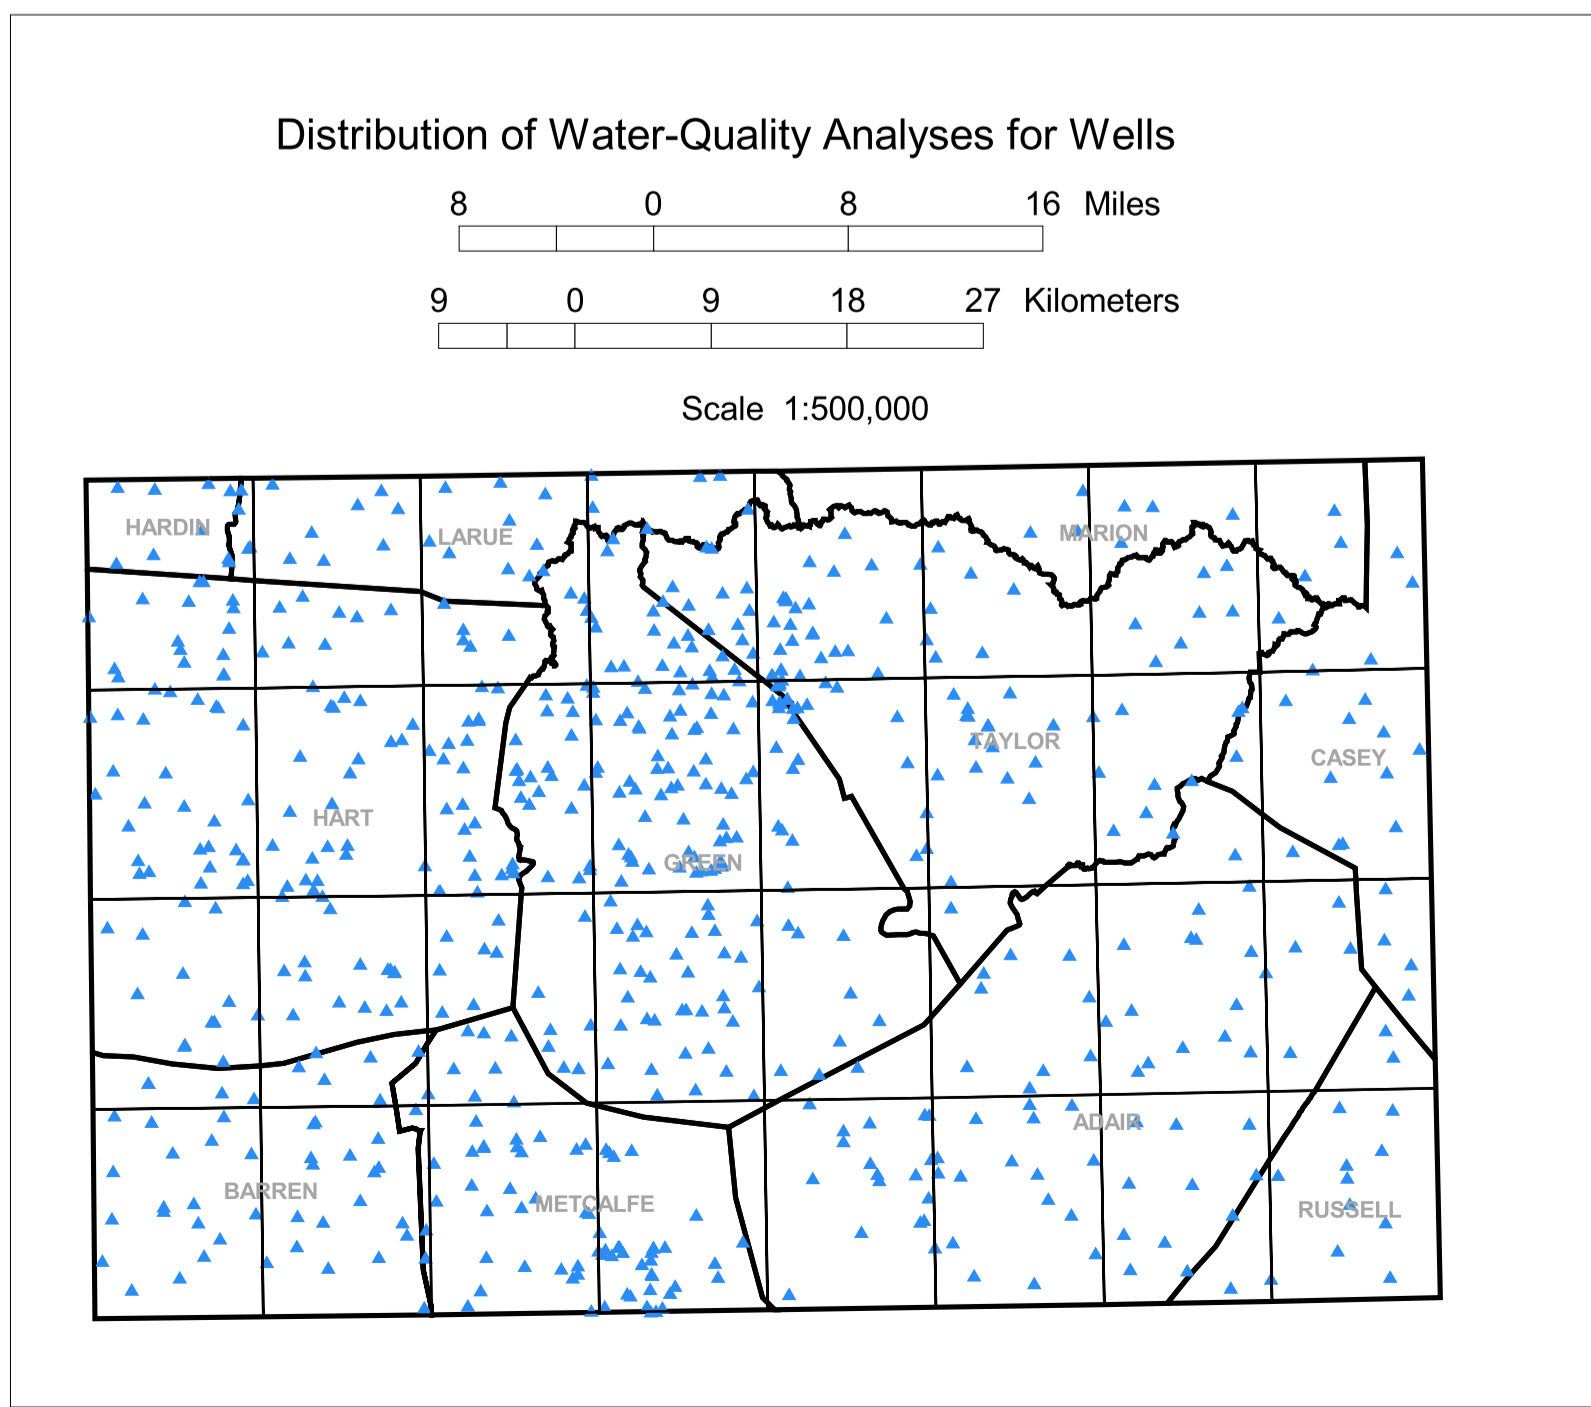 Distribution of Water-Quality Analyses for Wells
8 0 8 16 Miles
9 0 9 18 27 Kilometers
Scale 1:500,000
HARDIN
LARUE
MARION
TAYLOR
CASEY
HART
GREEN
ADAIR
BARREN
METCALFE
RUSSELL